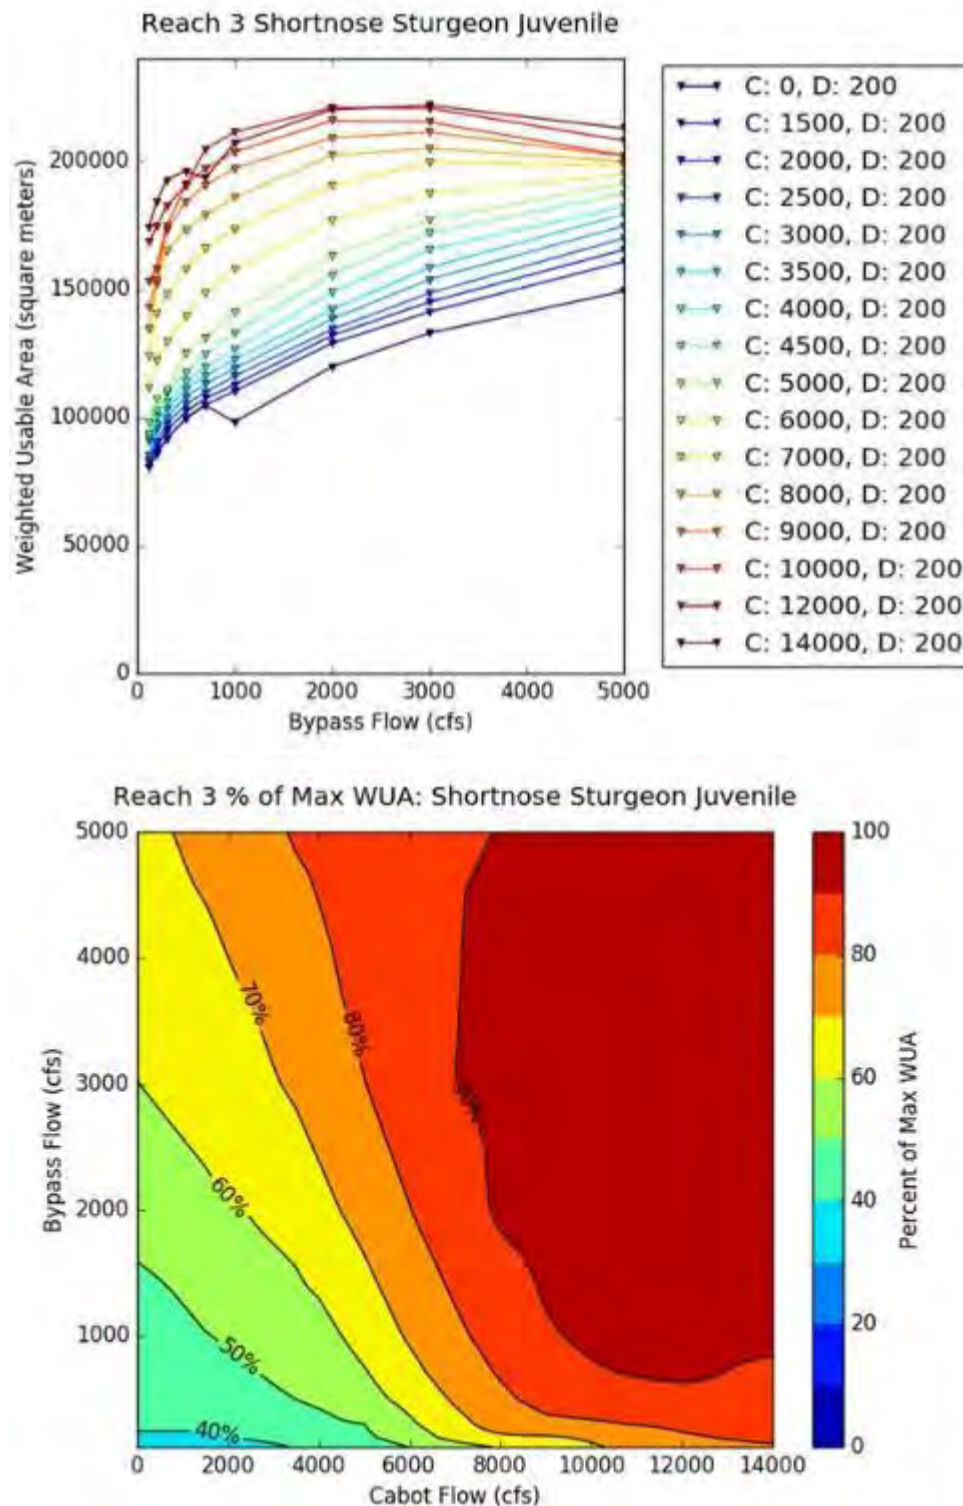 Reach 3 Shortnose Sturgeon Juvenile
Weighted Usable Area (square meters)
200000
150000
100000
50000
0
0 1000 2000 3000 4000 5000
Bypass Flow (cfs)
C: 0, D: 200
C: 1500, D: 200
C: 2000, D: 200
C: 2500, D: 200
C: 3000, D: 200
C: 3500, D: 200
C: 4000, D: 200
C: 4500, D: 200
C: 5000, D: 200
C: 6000, D: 200
C: 7000, D: 200
C: 8000, D: 200
C: 9000, D: 200
C: 10000, D: 200
C: 12000, D: 200
C: 14000, D: 200
Reach 3 % of Max WUA: Shortnose Sturgeon Juvenile
Bypass Flow (cfs)
5000
4000
3000
2000
1000
70%
80%
60%
50%
40%
0 2000 4000 6000 8000 10000 12000 14000
Cabot Flow (cfs)
100
80
60
40
20
0
Percent of Max WUA